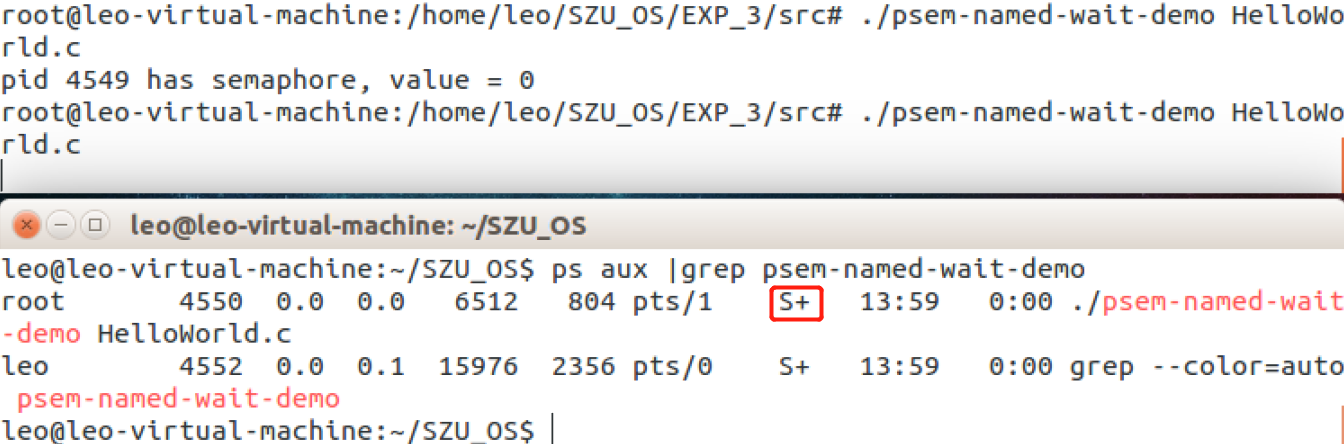 root@leo-virtual-machine:/home/leo/SZU_OS/EXP_3/src# ./psem-named-wait-demo HelloWo
rld.c
pid 4549 has semaphore, value = 0
root@leo-virtual-machine:/home/leo/SZU_OS/EXP_3/src# ./psem-named-wait-demo HelloWo
rld.c
leo@leo-virtual-machine: ~/SZU_OS
leo@leo-virtual-machine:~/SZU_OS$ ps aux |grep psem-named-wait-demo
root      4550  0.0  0.0   6512   804 pts/1    S+   13:59   0:00 ./psem-named-wait
-demo HelloWorld.c
leo       4552  0.0  0.1  15976  2356 pts/0    S+   13:59   0:00 grep --color=auto
 psem-named-wait-demo
leo@leo-virtual-machine:~/SZU_OS$